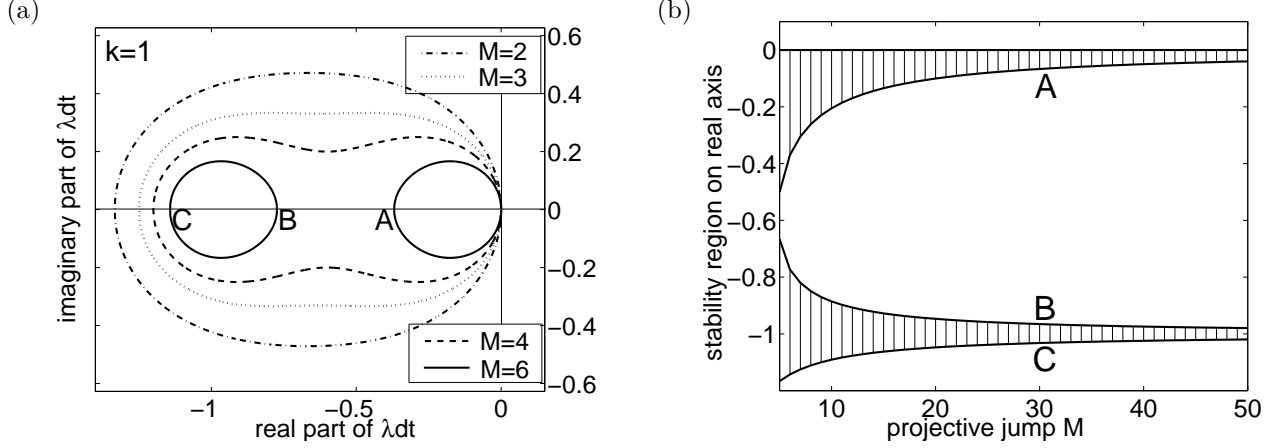 (a)
k=1
M=2
M=3
M=4
M=6
A
B
C
0.6
0.4
0.2
0
−0.2
−0.4
−0.6
−1
−0.5
0
imaginary part of λdt
real part of λdt
(b)
0
−0.2
−0.4
−0.6
−0.8
−1
A
B
C
10
20
30
40
50
stability region on real axis
projective jump M